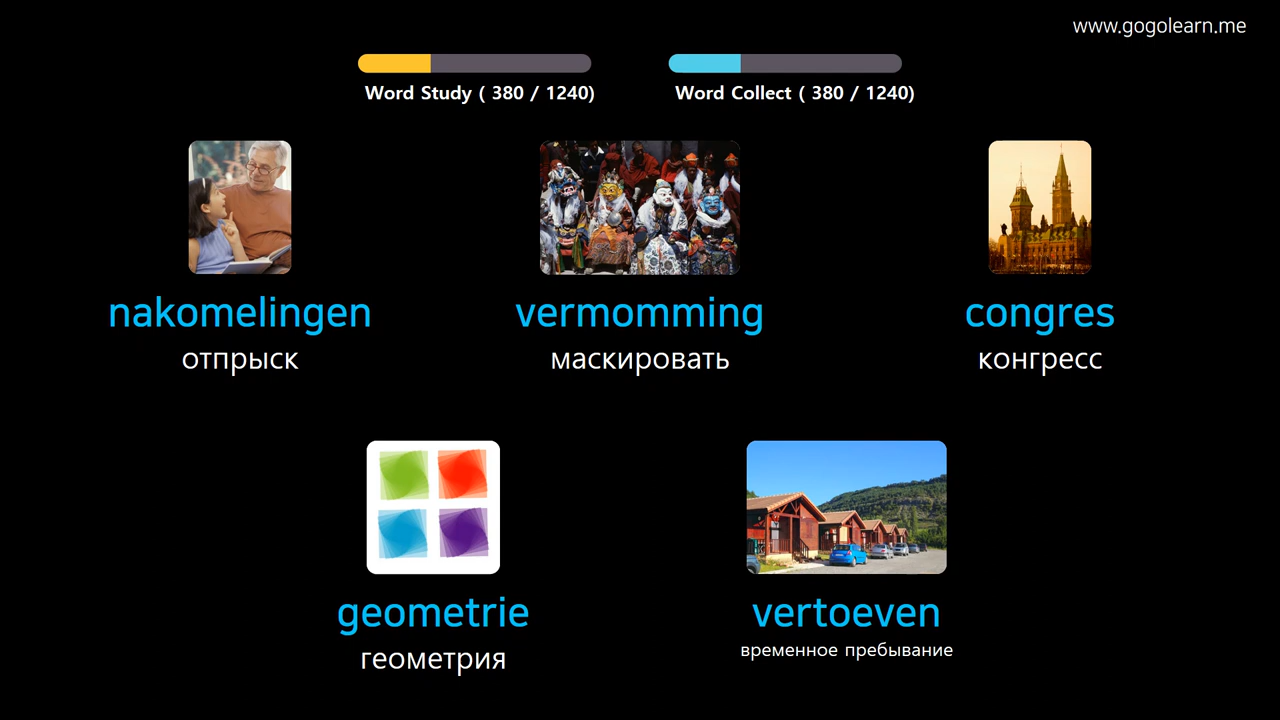 www.gogolearn.me
Word Study ( 380 / 1240)
Word Collect ( 380 / 1240)
nakomelingen
отпрыск
vermomming
маскировать
congres
конгресс
geometrie
геометрия
vertoeven
временное пребывание